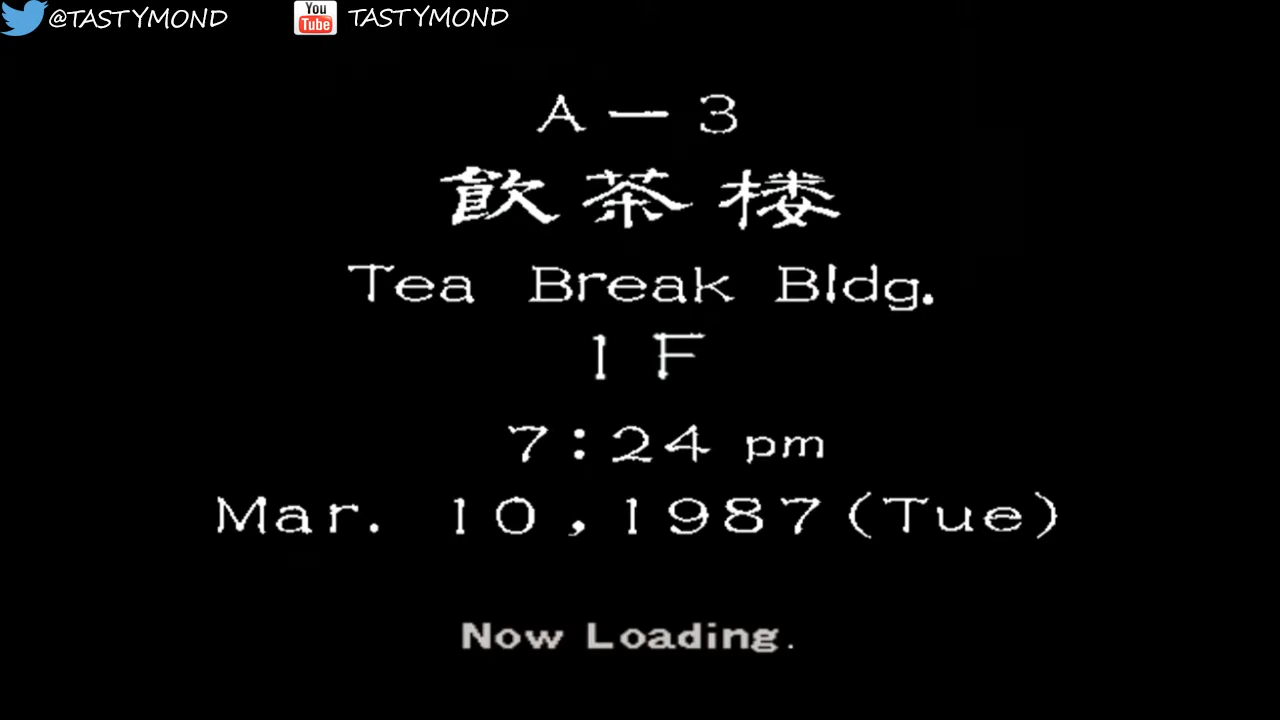 @TASTYMOND You Tube TASTYMOND
A－3
飲茶楼
Tea Break Bldg.
1F
7:24 pm
Mar. 10,1987(Tue)
Now Loading.